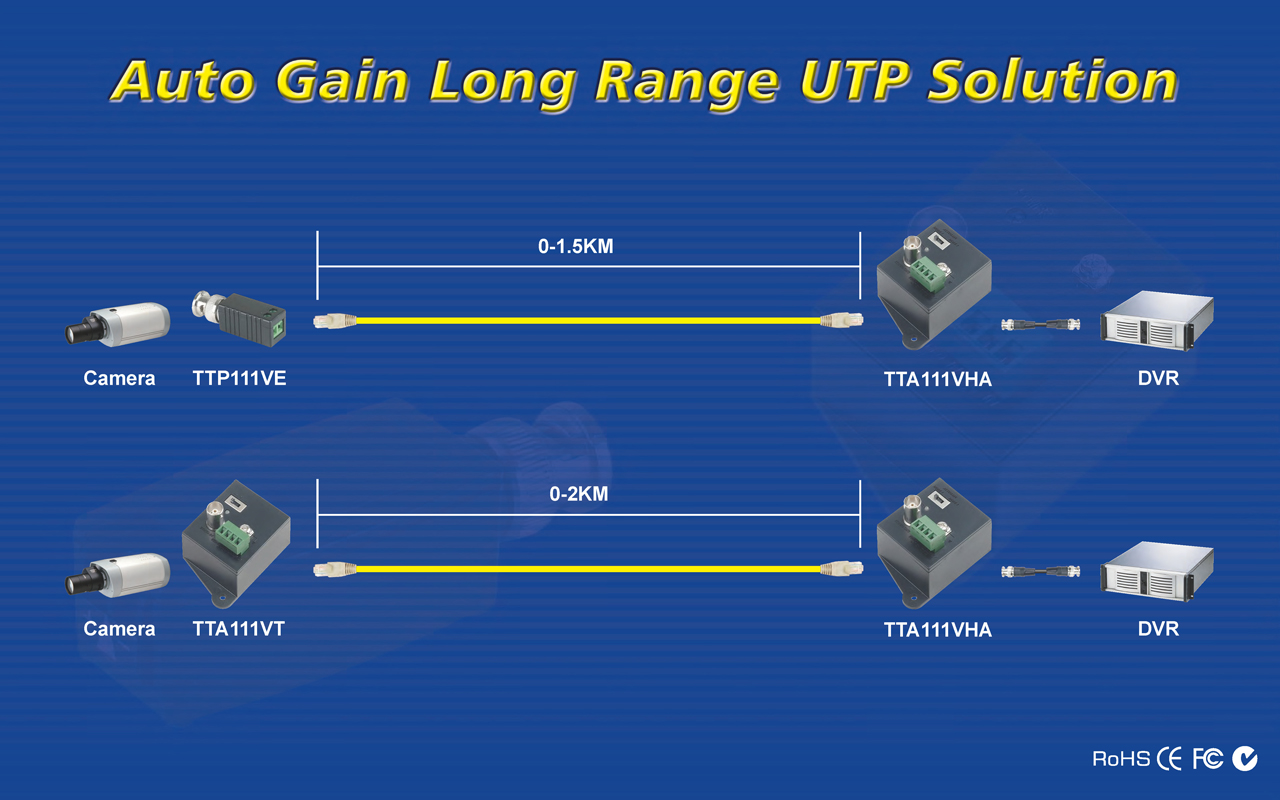 Auto Gain Long Range UTP Solution
0-1.5KM
Camera
TTP111VE
TTA111VHA
DVR
0-2KM
Camera
TTA111VT
TTA111VHA
DVR
RoHS CE FC